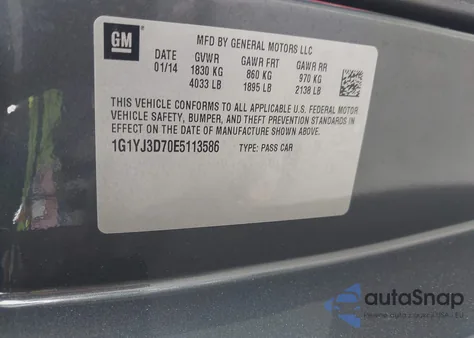 GM
MFD BY GENERAL MOTORS LLC
DATE GVWR GAWR FRT GAWR RR
01/14 1830 KG 860 KG 970 KG
4033 LB 1895 LB 2138 LB
THIS VEHICLE CONFORMS TO ALL APPLICABLE U.S. FEDERAL MOTOR
VEHICLE SAFETY, BUMPER, AND THEFT PREVENTION STANDARDS IN
EFFECT ON THE DATE OF MANUFACTURE SHOWN ABOVE.
1G1YJ3D70E5113586 TYPE: PASS CAR
autoSnap